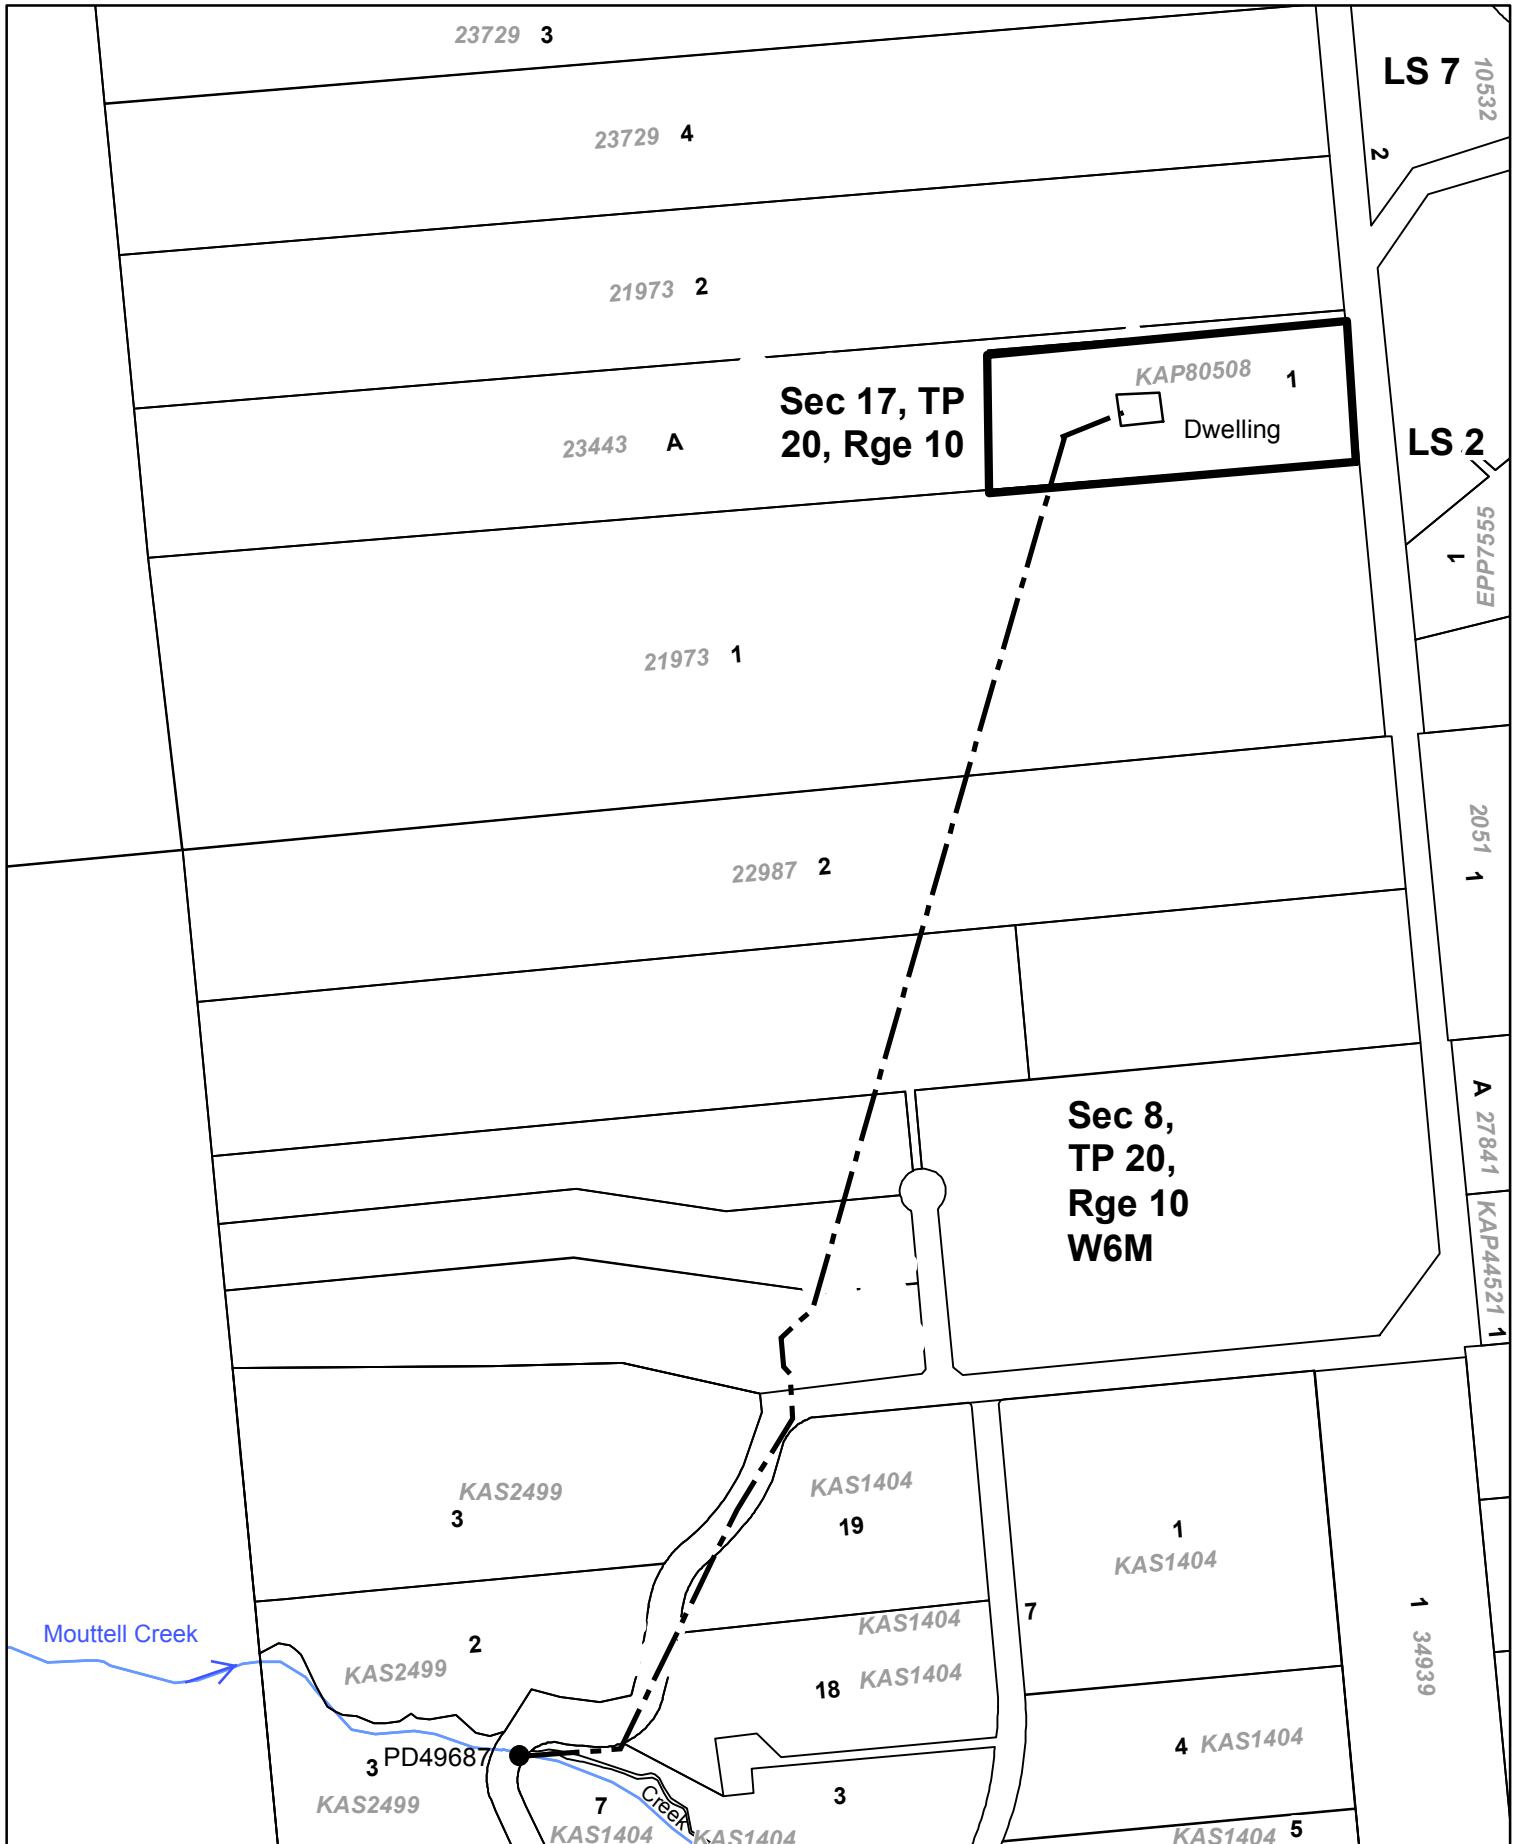 23729 3
LS 7
10532
23729 4
2
21973 2
KAP80508 1
Sec 17, TP
20, Rge 10
Dwelling
23443 A
LS 2
EPP7555
1
21973 1
2051 1
22987 2
Sec 8,
TP 20,
Rge 10
W6M
A 27841
KAP44521 1
KAS2499
3
KAS1404
19
1
KAS1404
7
KAS1404
1 34939
Mouttell Creek
2
KAS2499
18 KAS1404
4 KAS1404
3 PD49687
KAS2499
7
KAS1404
Creek
3
KAS1404
KAS1404 5